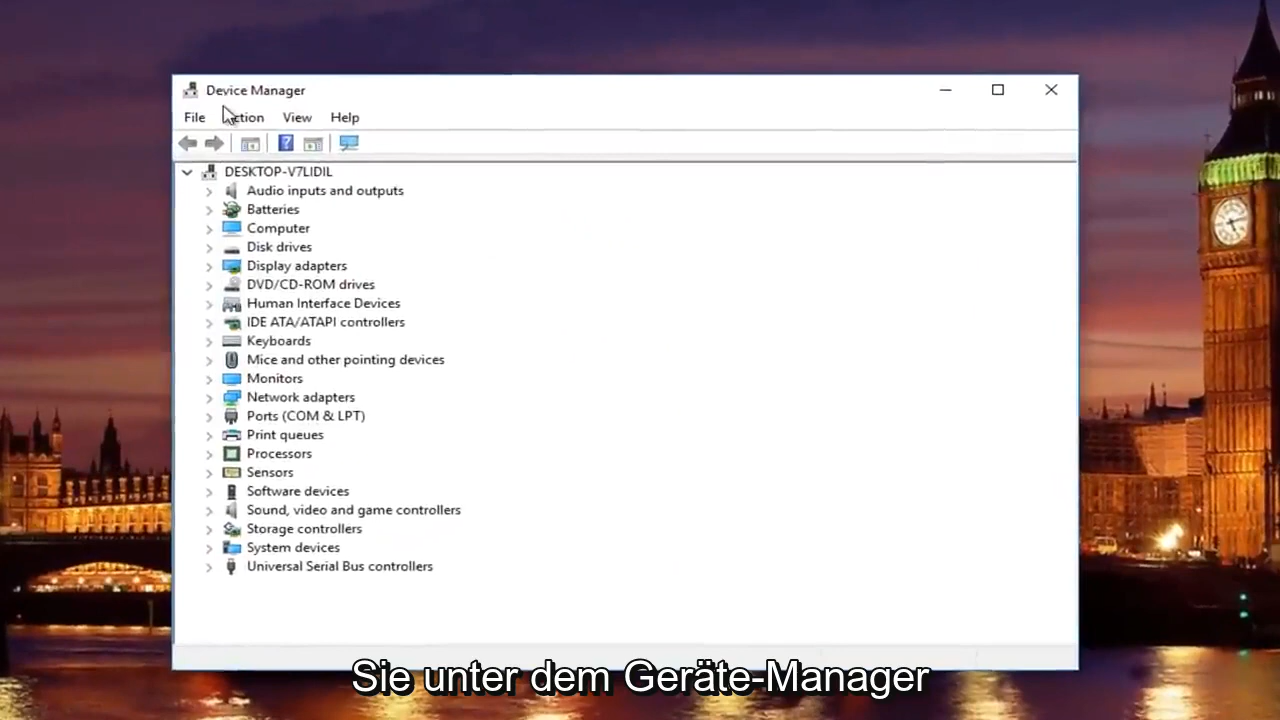 Device Manager
File Action View Help
DESKTOP-V7LIDIL
Audio inputs and outputs
Batteries
Computer
Disk drives
Display adapters
DVD/CD-ROM drives
Human Interface Devices
IDE ATA/ATAPI controllers
Keyboards
Mice and other pointing devices
Monitors
Network adapters
Ports (COM & LPT)
Print queues
Processors
Sensors
Software devices
Sound, video and game controllers
Storage controllers
System devices
Universal Serial Bus controllers
Sie unter dem Geräte-Manager